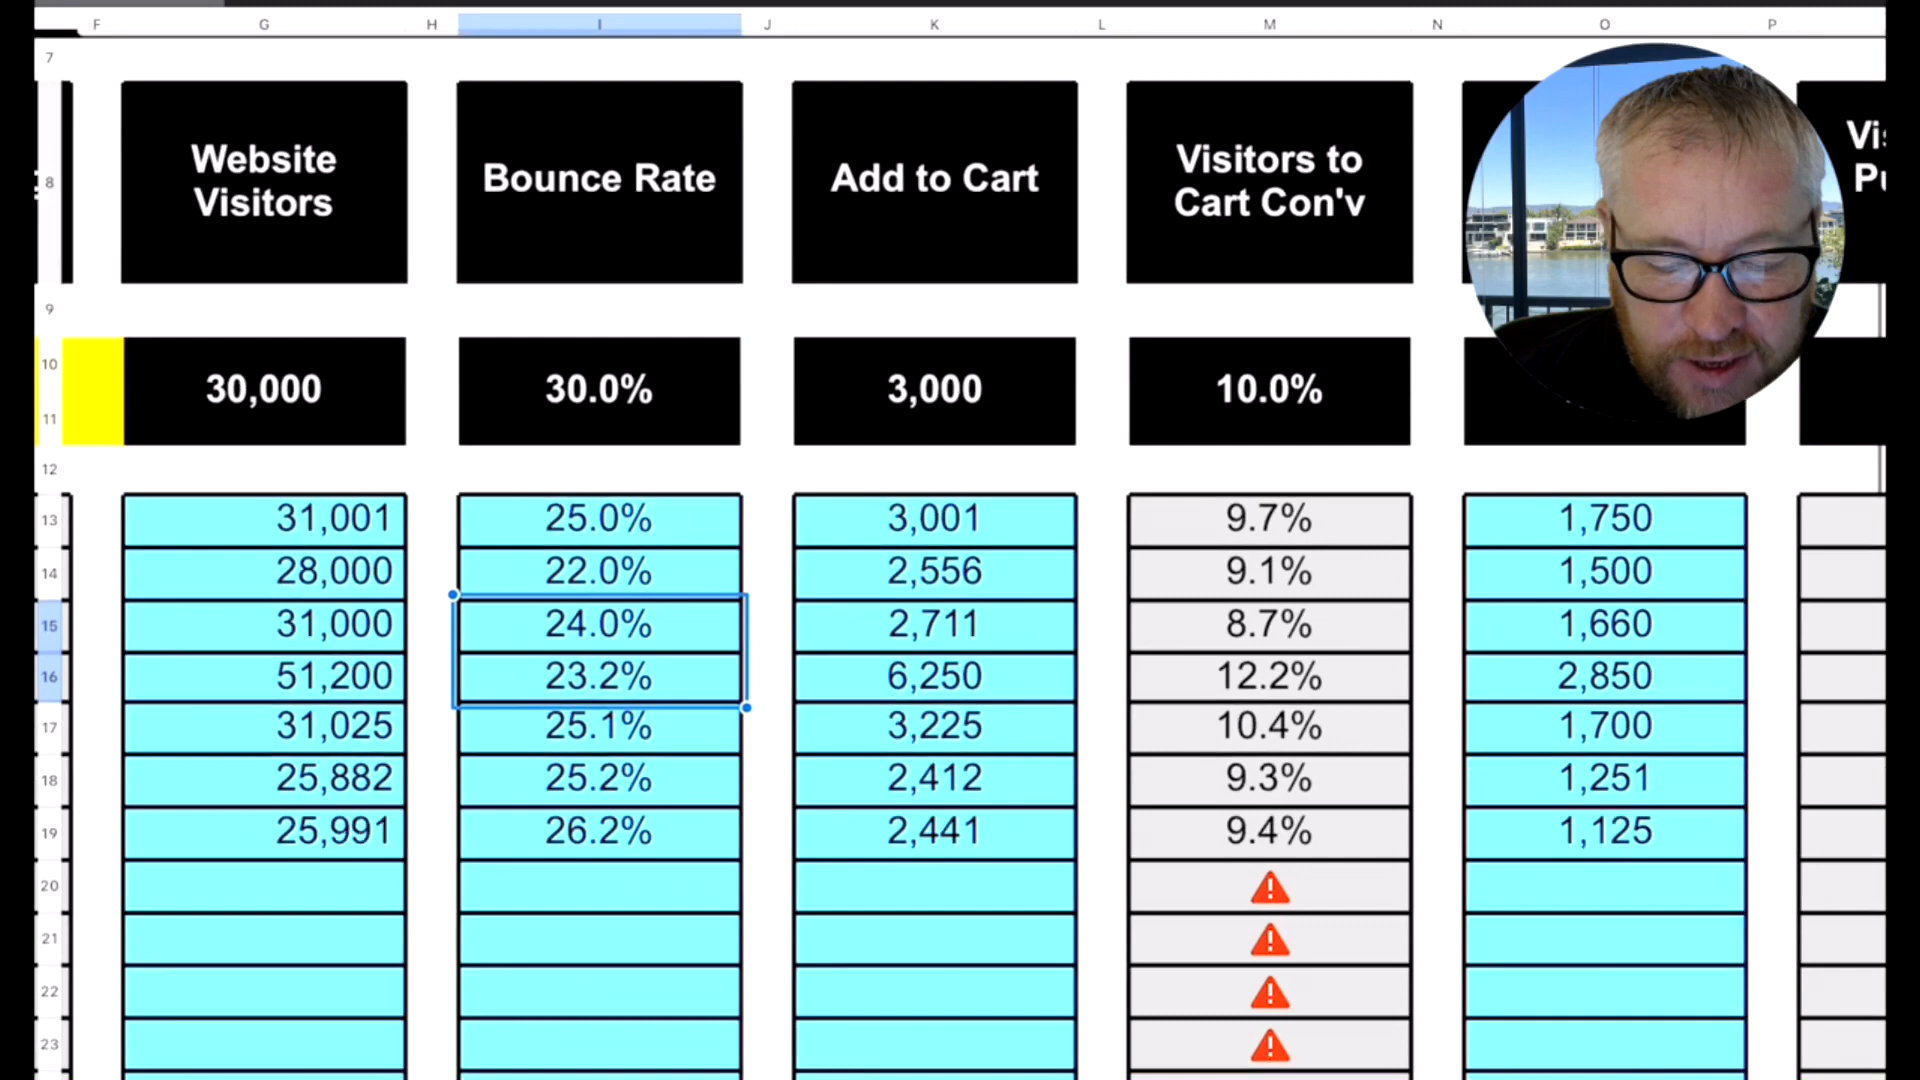 F G H I J K L M N O P
7
8 Website Visitors Bounce Rate Add to Cart Visitors to Cart Con'v
9
10 30,000 30.0% 3,000 10.0%
11
12
13 31,001 25.0% 3,001 9.7% 1,750
14 28,000 22.0% 2,556 9.1% 1,500
15 31,000 24.0% 2,711 8.7% 1,660
16 51,200 23.2% 6,250 12.2% 2,850
17 31,025 25.1% 3,225 10.4% 1,700
18 25,882 25.2% 2,412 9.3% 1,251
19 25,991 26.2% 2,441 9.4% 1,125
20
21
22
23